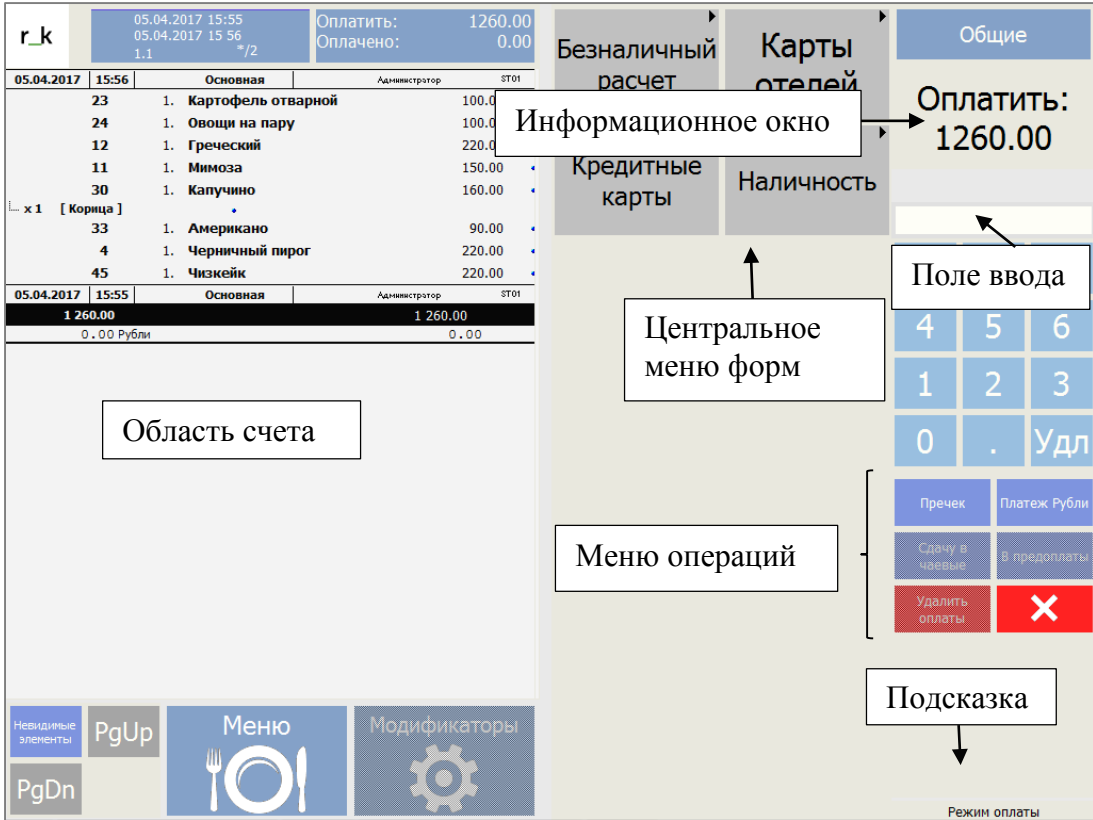 r_k
05.04.2017 15:55
05.04.2017 15 56
1.1 */2
Оплатить: 1260.00
Оплачено: 0.00
05.04.2017 15:56 Основная Администратор ST01
23 1. Картофель отварной 100.0
24 1. Овощи на пару 100.0
12 1. Греческий 220.0
11 1. Мимоза 150.00
30 1. Капучино 160.00
x 1 [ Корица ]
33 1. Американо 90.00
4 1. Черничный пирог 220.00
45 1. Чизкейк 220.00
05.04.2017 15:55 Основная Администратор ST01
1 260.00 1 260.00
0.00 Рубли 0.00
Область счета
Невидимые
элементы
PgUp
PgDn
Меню
Модификаторы
Безналичный
расчет
Карты
отелей
Кредитные
карты
Наличность
Информационное окно
Центральное
меню форм
Меню операций
Общие
Оплатить:
1260.00
Поле ввода
4 5 6
1 2 3
0 . Удл
Пречек Платеж Рубли
Сдачу в
чаевые
В предоплаты
Удалить
оплаты
Подсказка
Режим оплаты